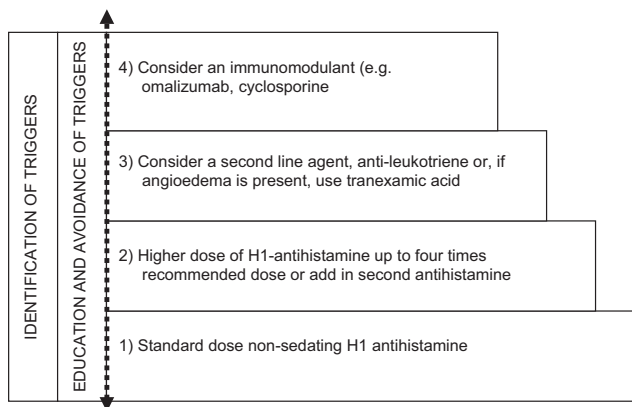 IDENTIFICATION OF TRIGGERS
EDUCATION AND AVOIDANCE OF TRIGGERS
4) Consider an immunomodulant (e.g.
omalizumab, cyclosporine
3) Consider a second line agent, anti-leukotriene or, if
angioedema is present, use tranexamic acid
2) Higher dose of H1-antihistamine up to four times
recommended dose or add in second antihistamine
1) Standard dose non-sedating H1 antihistamine